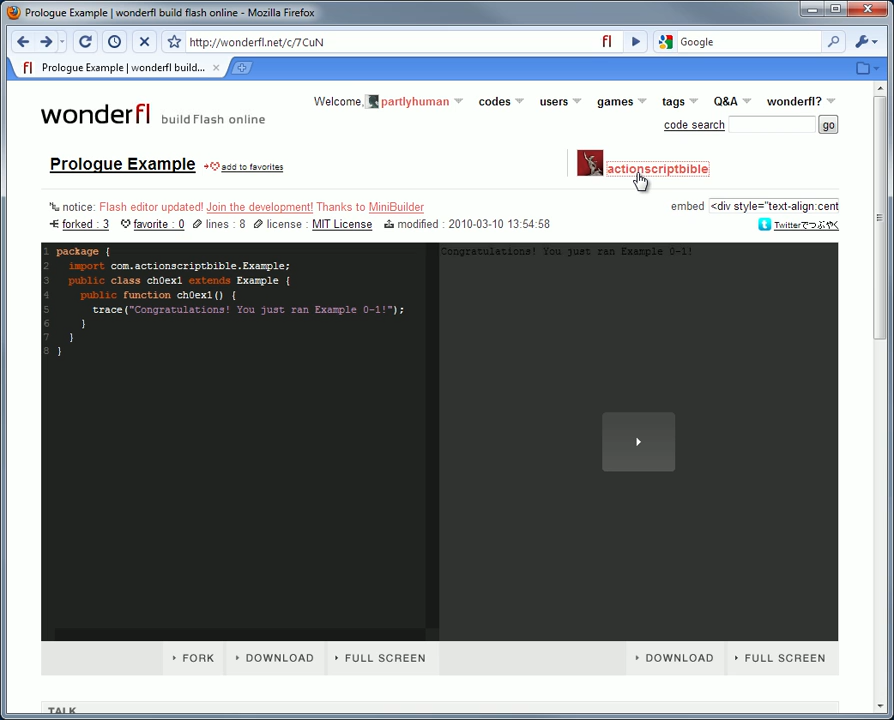 Prologue Example | wonderfl build flash online - Mozilla Firefox
http://wonderfl.net/c/7CuN
fl
Google
fl Prologue Example | wonderfl build...
wonderfl build Flash online
Welcome, partlyhuman codes users games tags Q&A wonderfl?
code search go
Prologue Example add to favorites
actionscriptbible
notice: Flash editor updated! Join the development! Thanks to MiniBuilder
embed <div style="text-align:cent
forked : 3 favorite : 0 lines : 8 license : MIT License modified : 2010-03-10 13:54:58
Twitterでつぶやく
1 package {
2 import com.actionscriptbible.Example;
3 public class ch0ex1 extends Example {
4 public function ch0ex1() {
5 trace("Congratulations! You just ran Example 0-1!");
6 }
7 }
8 }
Congratulations! You just ran Example 0-1!
FORK DOWNLOAD FULL SCREEN
DOWNLOAD FULL SCREEN
TALK